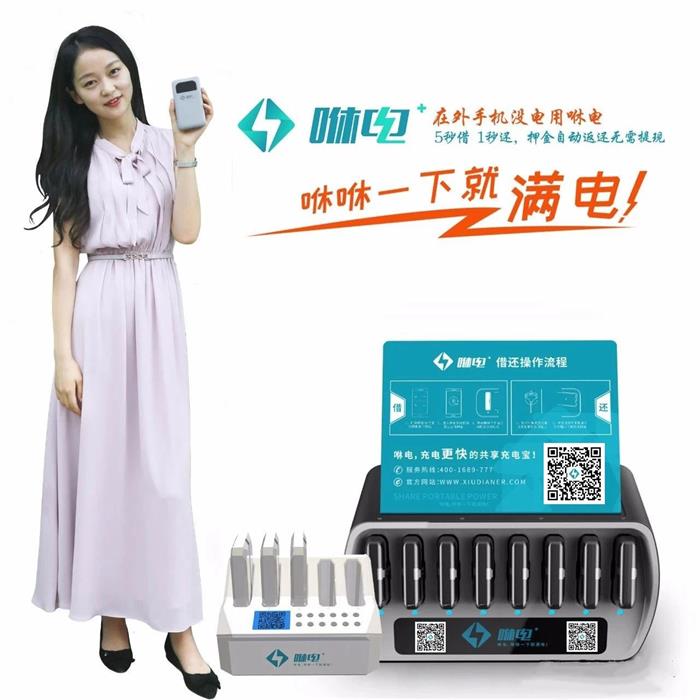 咻电+
在外手机没电用咻电
5秒借 1秒还，押金自动返还无需提现
咻咻一下就满电！
咻电+ 借还操作流程
借
还
咻电，充电更快的共享充电宝！
服务热线：400-1689-777
官方网站：WWW.XIUDIANER.COM
SHARE PORTABLE POWER
咻电+
咻电+